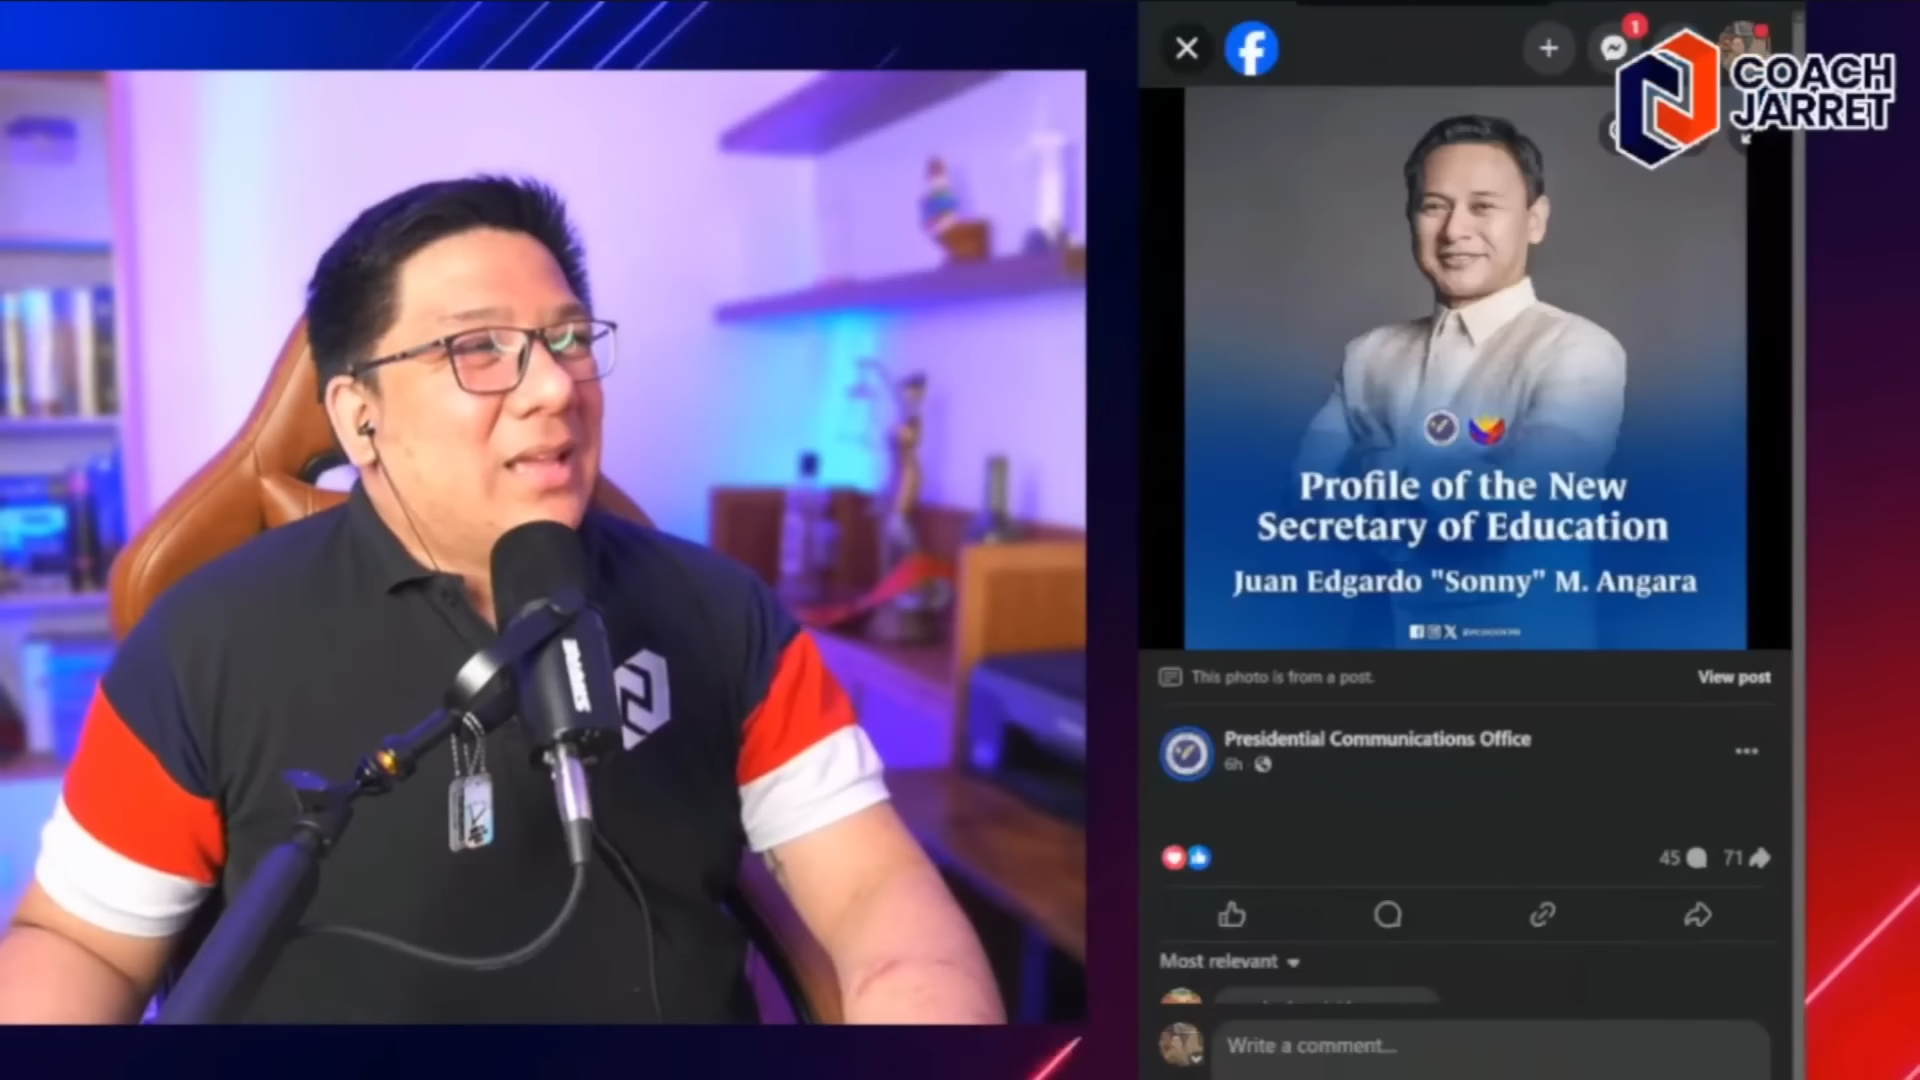 1
COACH
JARRET
Profile of the New
Secretary of Education
Juan Edgardo "Sonny" M. Angara
This photo is from a post.
View post
Presidential Communications Office
6h
45
71
Most relevant
Write a comment...